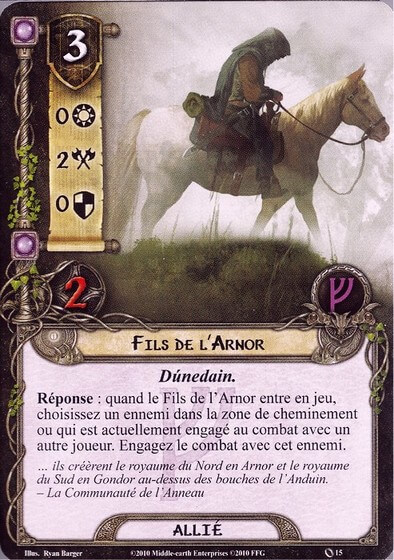 3
0
2
0
2
FILS DE L'ARNOR
Dúnedain.
Réponse : quand le Fils de l'Arnor entre en jeu,
choisissez un ennemi dans la zone de cheminement
ou qui est actuellement engagé au combat avec un
autre joueur. Engagez le combat avec cet ennemi.
… ils créèrent le royaume du Nord en Arnor et le royaume
du Sud en Gondor au-dessus des bouches de l'Anduin.
– La Communauté de l'Anneau
ALLIÉ
Illus. Ryan Barger
©2010 Middle-earth Enterprises ©2010 FFG
15